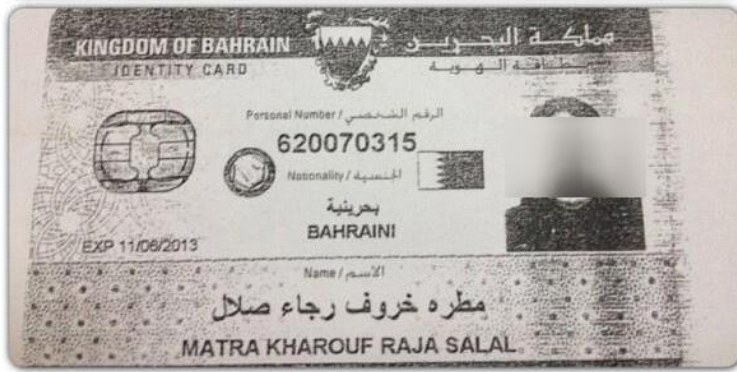 KINGDOM OF BAHRAIN مملكة البحرين
IDENTITY CARD بطاقة الهوية
Personal Number / الرقم الشخصي
620070315
Nationality / الجنسية
بحرينية
BAHRAINI
EXP 11/06/2013
Name / الاسم
مطره خروف رجاء صلال
MATRA KHAROUF RAJA SALAL